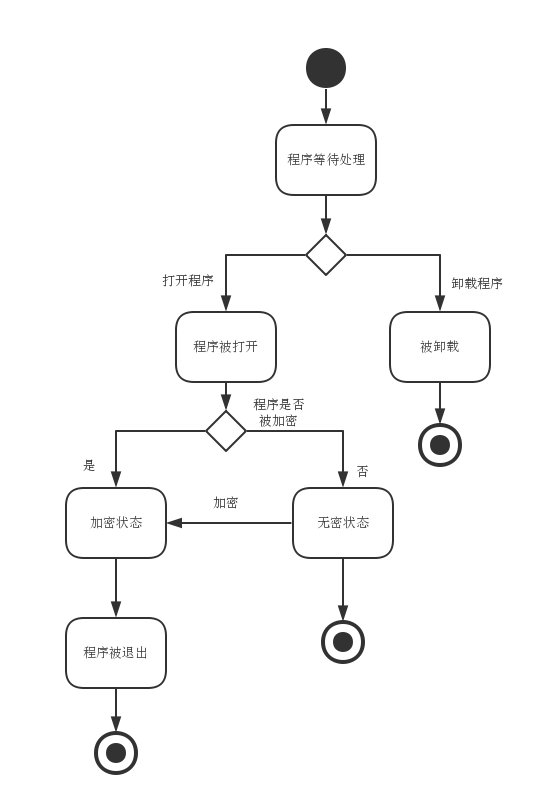 程序等待处理
打开程序
卸载程序
程序被打开
被卸载
程序是否
被加密
是
否
加密
加密状态
无密状态
程序被退出